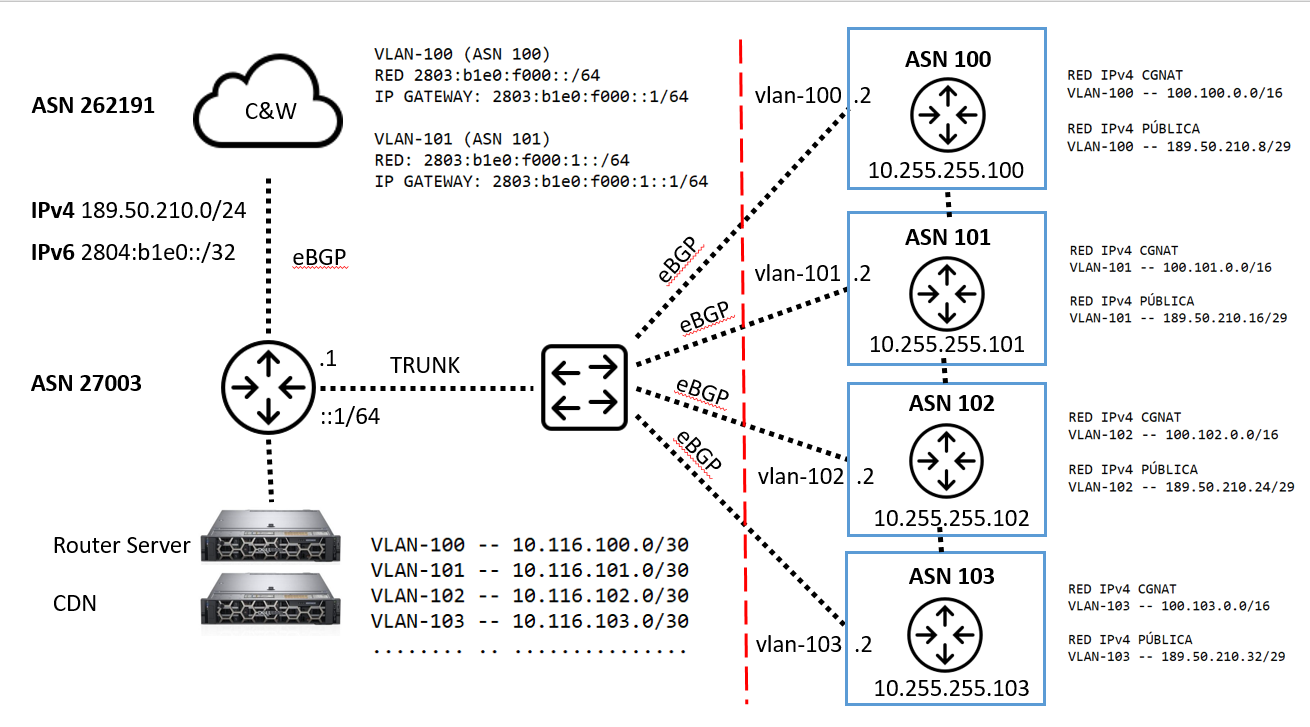 ASN 262191
C&W
VLAN-100 (ASN 100)
RED 2803:b1e0:f000::/64
IP GATEWAY: 2803:b1e0:f000::1/64
VLAN-101 (ASN 101)
RED: 2803:b1e0:f000:1::/64
IP GATEWAY: 2803:b1e0:f000:1::1/64
IPv4 189.50.210.0/24
IPv6 2804:b1e0::/32
eBGP
ASN 27003
.1
::1/64
TRUNK
Router Server
CDN
VLAN-100 -- 10.116.100.0/30
VLAN-101 -- 10.116.101.0/30
VLAN-102 -- 10.116.102.0/30
VLAN-103 -- 10.116.103.0/30
........ .. ...............
eBGP
eBGP
eBGP
eBGP
vlan-100 .2
ASN 100
10.255.255.100
RED IPv4 CGNAT
VLAN-100 -- 100.100.0.0/16
RED IPv4 PÚBLICA
VLAN-100 -- 189.50.210.8/29
vlan-101 .2
ASN 101
10.255.255.101
RED IPv4 CGNAT
VLAN-101 -- 100.101.0.0/16
RED IPv4 PÚBLICA
VLAN-101 -- 189.50.210.16/29
vlan-102 .2
ASN 102
10.255.255.102
RED IPv4 CGNAT
VLAN-102 -- 100.102.0.0/16
RED IPv4 PÚBLICA
VLAN-102 -- 189.50.210.24/29
vlan-103 .2
ASN 103
10.255.255.103
RED IPv4 CGNAT
VLAN-103 -- 100.103.0.0/16
RED IPv4 PÚBLICA
VLAN-103 -- 189.50.210.32/29